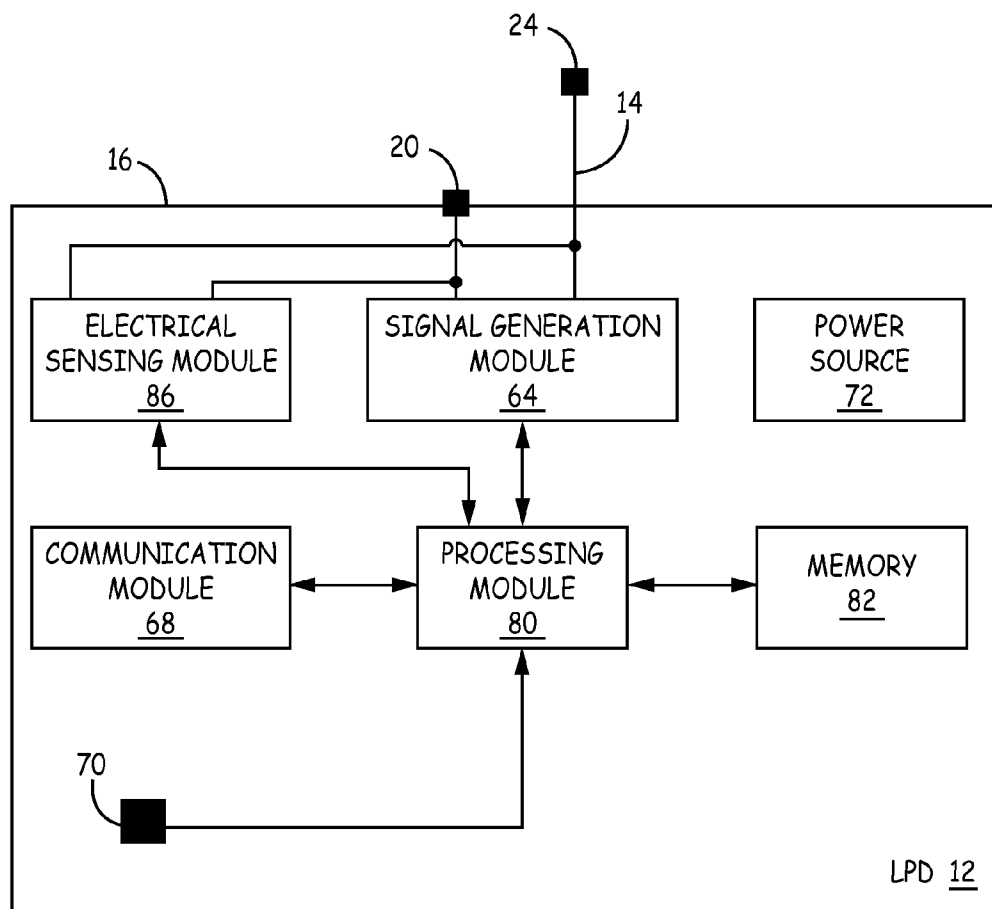 24
14
20
16
ELECTRICAL
SENSING MODULE
86
SIGNAL GENERATION
MODULE
64
POWER
SOURCE
72
COMMUNICATION
MODULE
68
PROCESSING
MODULE
80
MEMORY
82
70
LPD 12